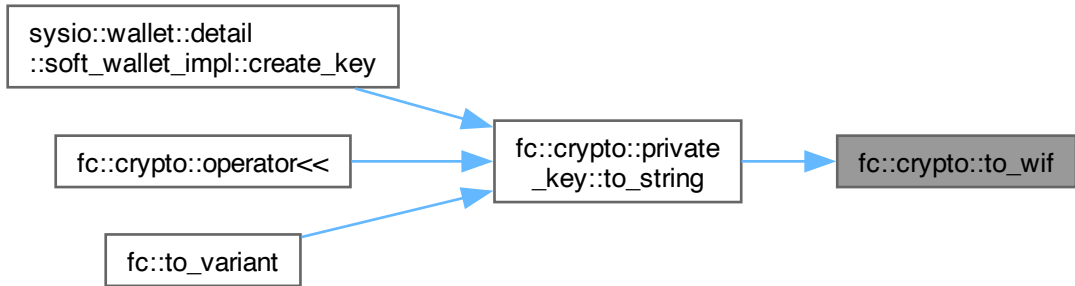 sysio::wallet::detail
::soft_wallet_impl::create_key
fc::crypto::operator<<
fc::to_variant
fc::crypto::private
_key::to_string
fc::crypto::to_wif